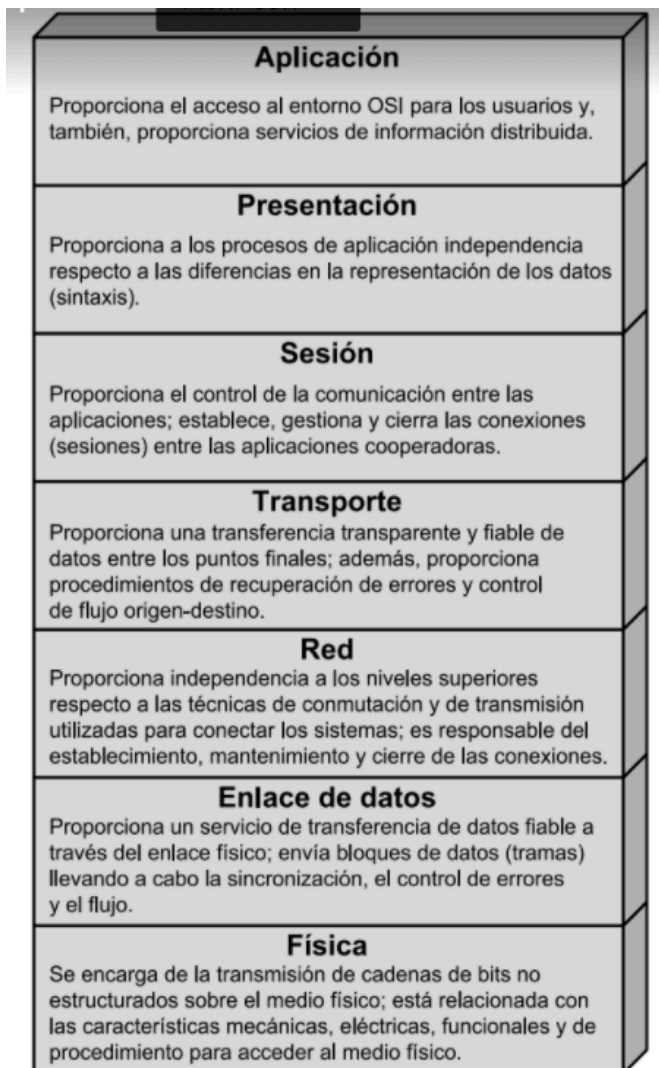 Aplicación
Proporciona el acceso al entorno OSI para los usuarios y,
también, proporciona servicios de información distribuida.
Presentación
Proporciona a los procesos de aplicación independencia
respecto a las diferencias en la representación de los datos
(sintaxis).
Sesión
Proporciona el control de la comunicación entre las
aplicaciones; establece, gestiona y cierra las conexiones
(sesiones) entre las aplicaciones cooperadoras.
Transporte
Proporciona una transferencia transparente y fiable de
datos entre los puntos finales; además, proporciona
procedimientos de recuperación de errores y control
de flujo origen-destino.
Red
Proporciona independencia a los niveles superiores
respecto a las técnicas de conmutación y de transmisión
utilizadas para conectar los sistemas; es responsable del
establecimiento, mantenimiento y cierre de las conexiones.
Enlace de datos
Proporciona un servicio de transferencia de datos fiable a
través del enlace físico; envía bloques de datos (tramas)
llevando a cabo la sincronización, el control de errores
y el flujo.
Física
Se encarga de la transmisión de cadenas de bits no
estructurados sobre el medio físico; está relacionada con
las características mecánicas, eléctricas, funcionales y de
procedimiento para acceder al medio físico.